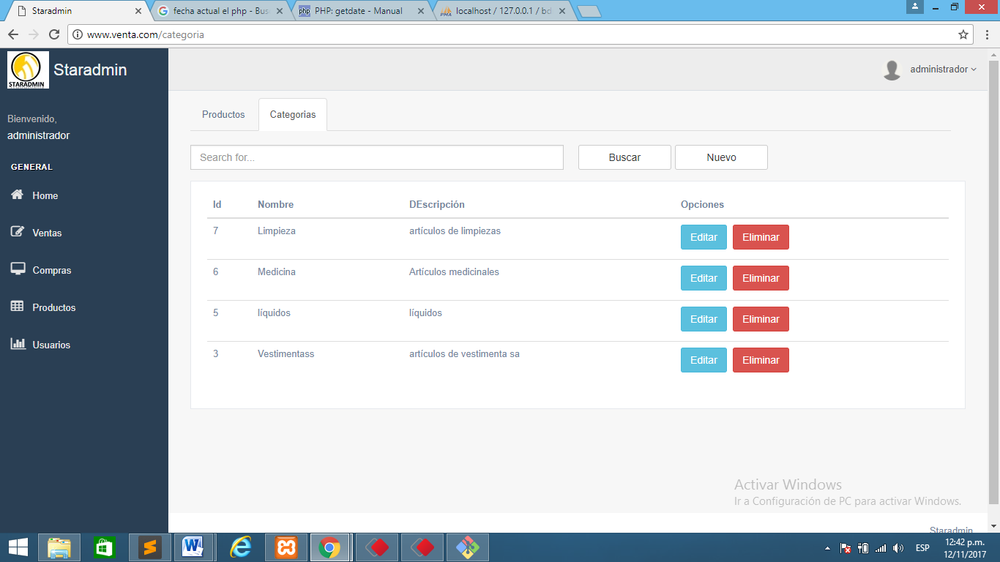 Staradmin
fecha actual el php - Bus
PHP: getdate - Manual
localhost / 127.0.0.1 / bd
www.venta.com/categoria
STARADMIN
Staradmin
administrador
Bienvenido,
administrador
GENERAL
Home
Ventas
Compras
Productos
Usuarios
Productos Categorias
Search for... Buscar Nuevo
Id Nombre DEscripción Opciones
7 Limpieza artículos de limpiezas Editar Eliminar
6 Medicina Artículos medicinales Editar Eliminar
5 líquidos líquidos Editar Eliminar
3 Vestimentass artículos de vestimenta sa Editar Eliminar
Activar Windows
Ir a Configuración de PC para activar Windows.
Staradmin
ESP
12:42 p.m.
12/11/2017